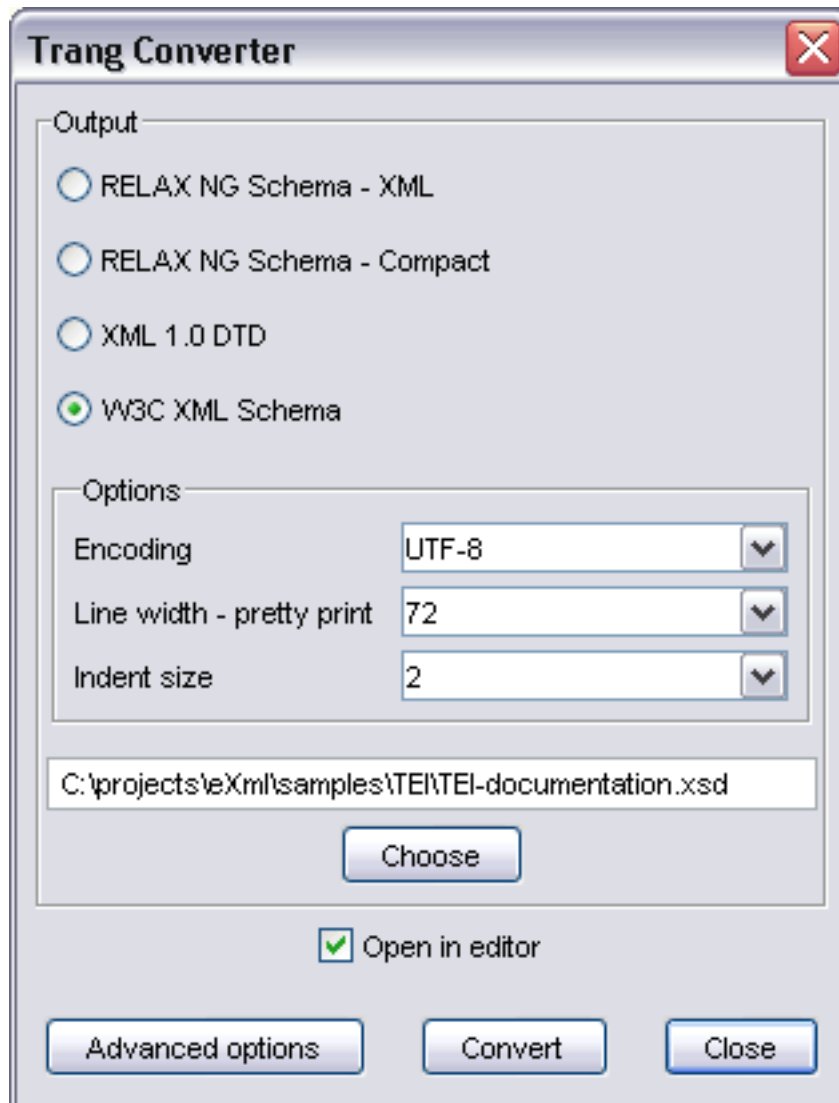 Trang Converter
Output
RELAX NG Schema - XML
RELAX NG Schema - Compact
XML 1.0 DTD
W3C XML Schema
Options
Encoding UTF-8
Line width - pretty print 72
Indent size 2
C:\projects\eXml\samples\TEI\TEI-documentation.xsd
Choose
Open in editor
Advanced options Convert Close